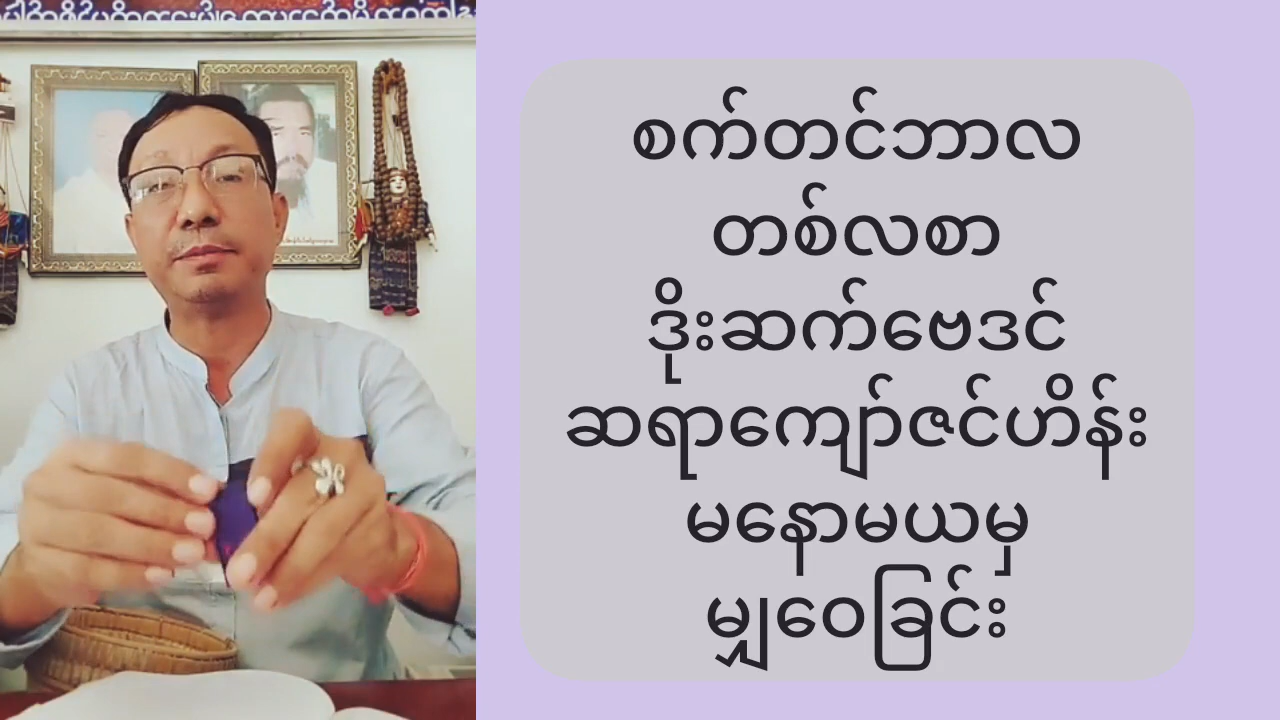 စက်တင်ဘာလ
တစ်လစာ
ဒိုးဆက်ဗေဒင်
ဆရာကျော်ဇင်ဟိန်း
မနောမယမှ
မျှဝေခြင်း